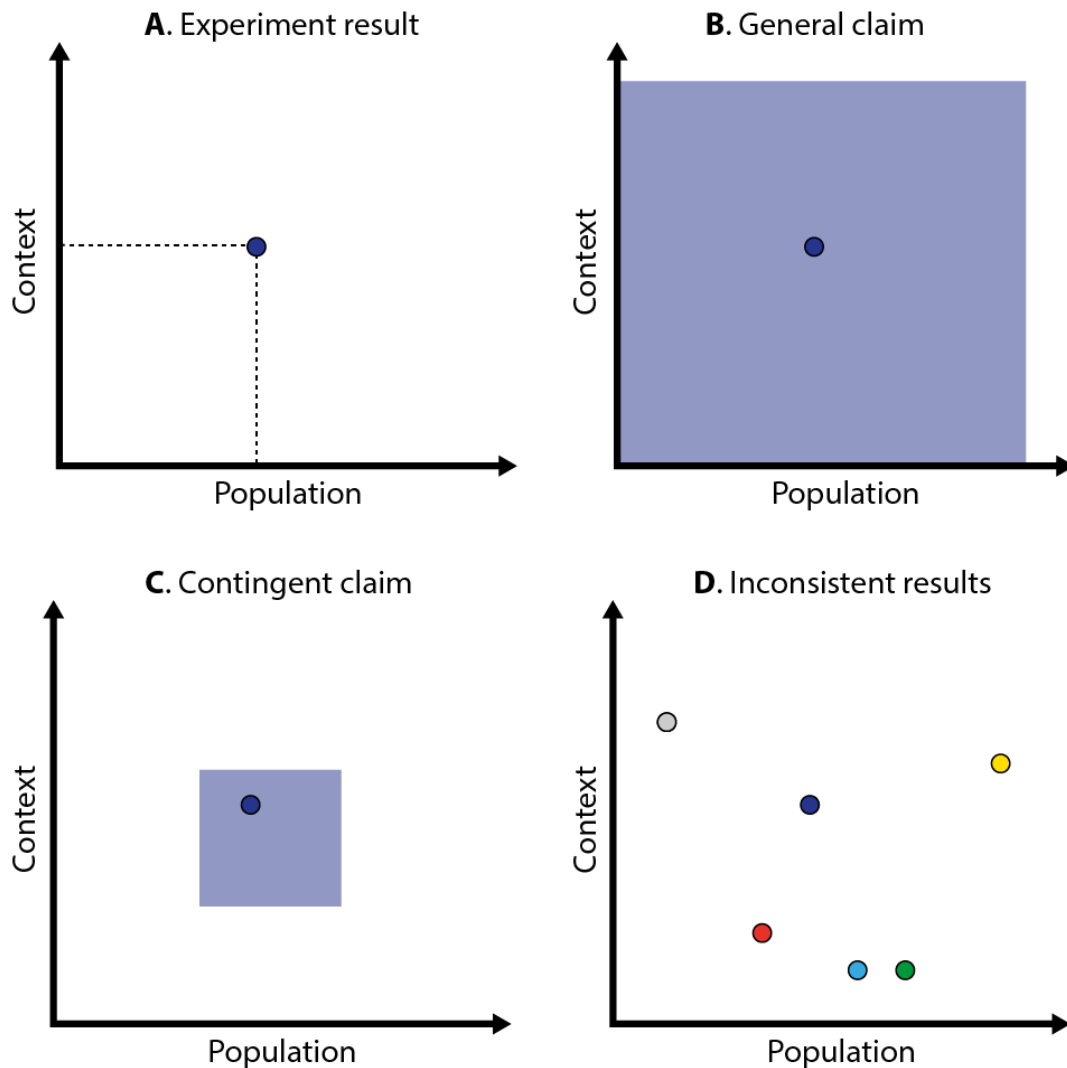 A. Experiment result
B. General claim
Context
Context
Population
Population
C. Contingent claim
D. Inconsistent results
Context
Context
Population
Population